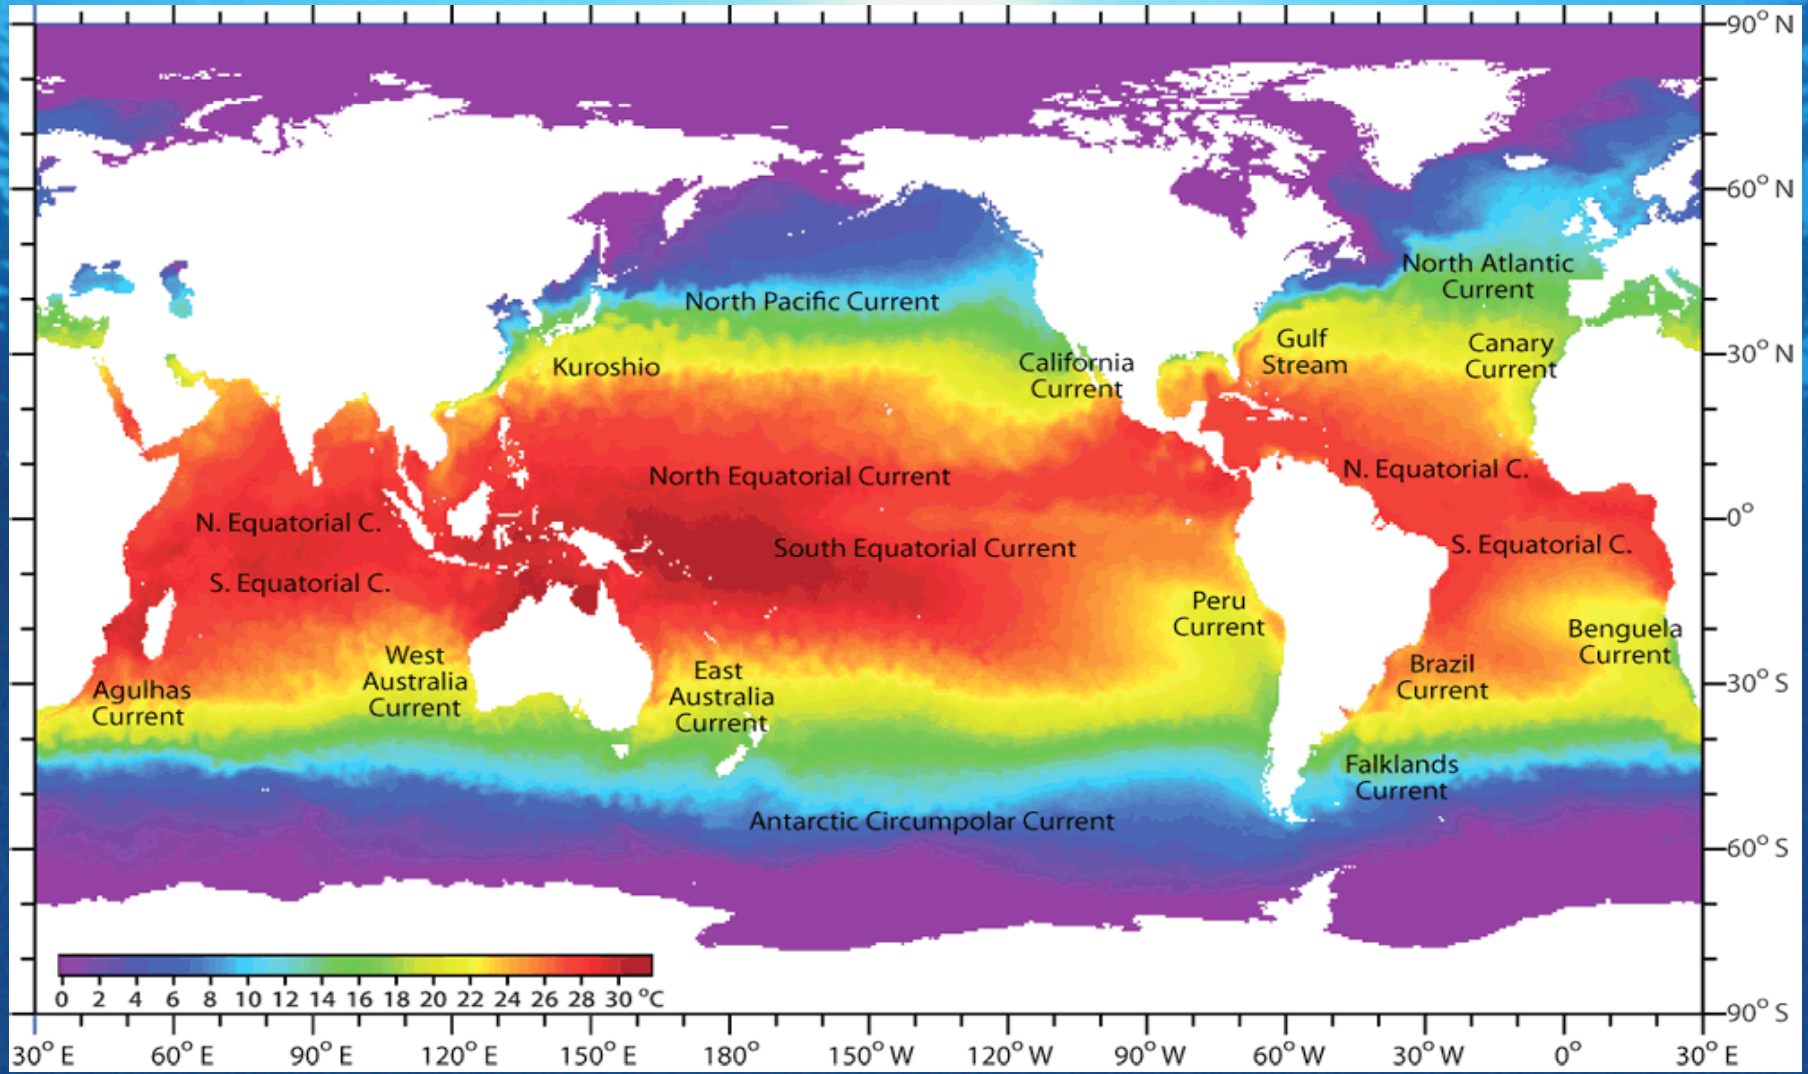 90° N
60° N
North Atlantic
Current
North Pacific Current
Gulf
Stream
Canary
Current
30° N
Kuroshio
California
Current
North Equatorial Current
N. Equatorial C.
N. Equatorial C.
0°
South Equatorial Current
S. Equatorial C.
S. Equatorial C.
Peru
Current
Benguela
Current
West
Australia
Current
East
Australia
Current
Brazil
Current
30° S
Agulhas
Current
Falklands
Current
Antarctic Circumpolar Current
60° S
0 2 4 6 8 10 12 14 16 18 20 22 24 26 28 30 °C
90° S
30° E 60° E 90° E 120° E 150° E 180° 150° W 120° W 90° W 60° W 30° W 0° 30° E